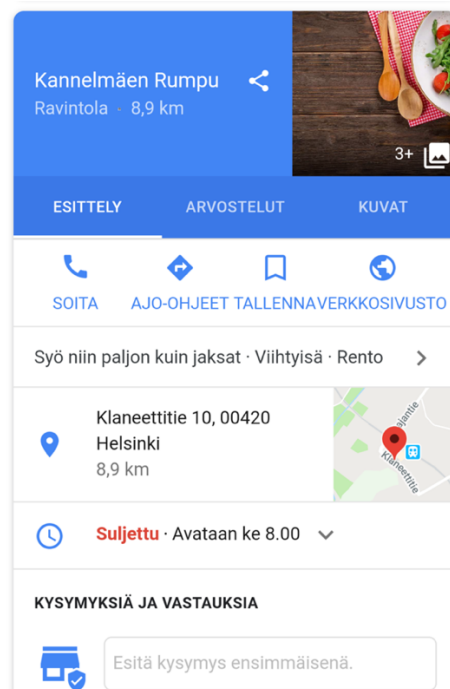 Kannelmäen Rumpu
Ravintola - 8,9 km
3+
ESITTELY ARVOSTELUT KUVAT
SOITA AJO-OHJEET TALLENNA VERKKOSIVUSTO
Syö niin paljon kuin jaksat · Viihtyisä · Rento
Klaneettitie 10, 00420
Helsinki
8,9 km
ajantie
Klaneettitie
Suljettu · Avataan ke 8.00
KYSYMYKSIÄ JA VASTAUKSIA
Esitä kysymys ensimmäisenä.